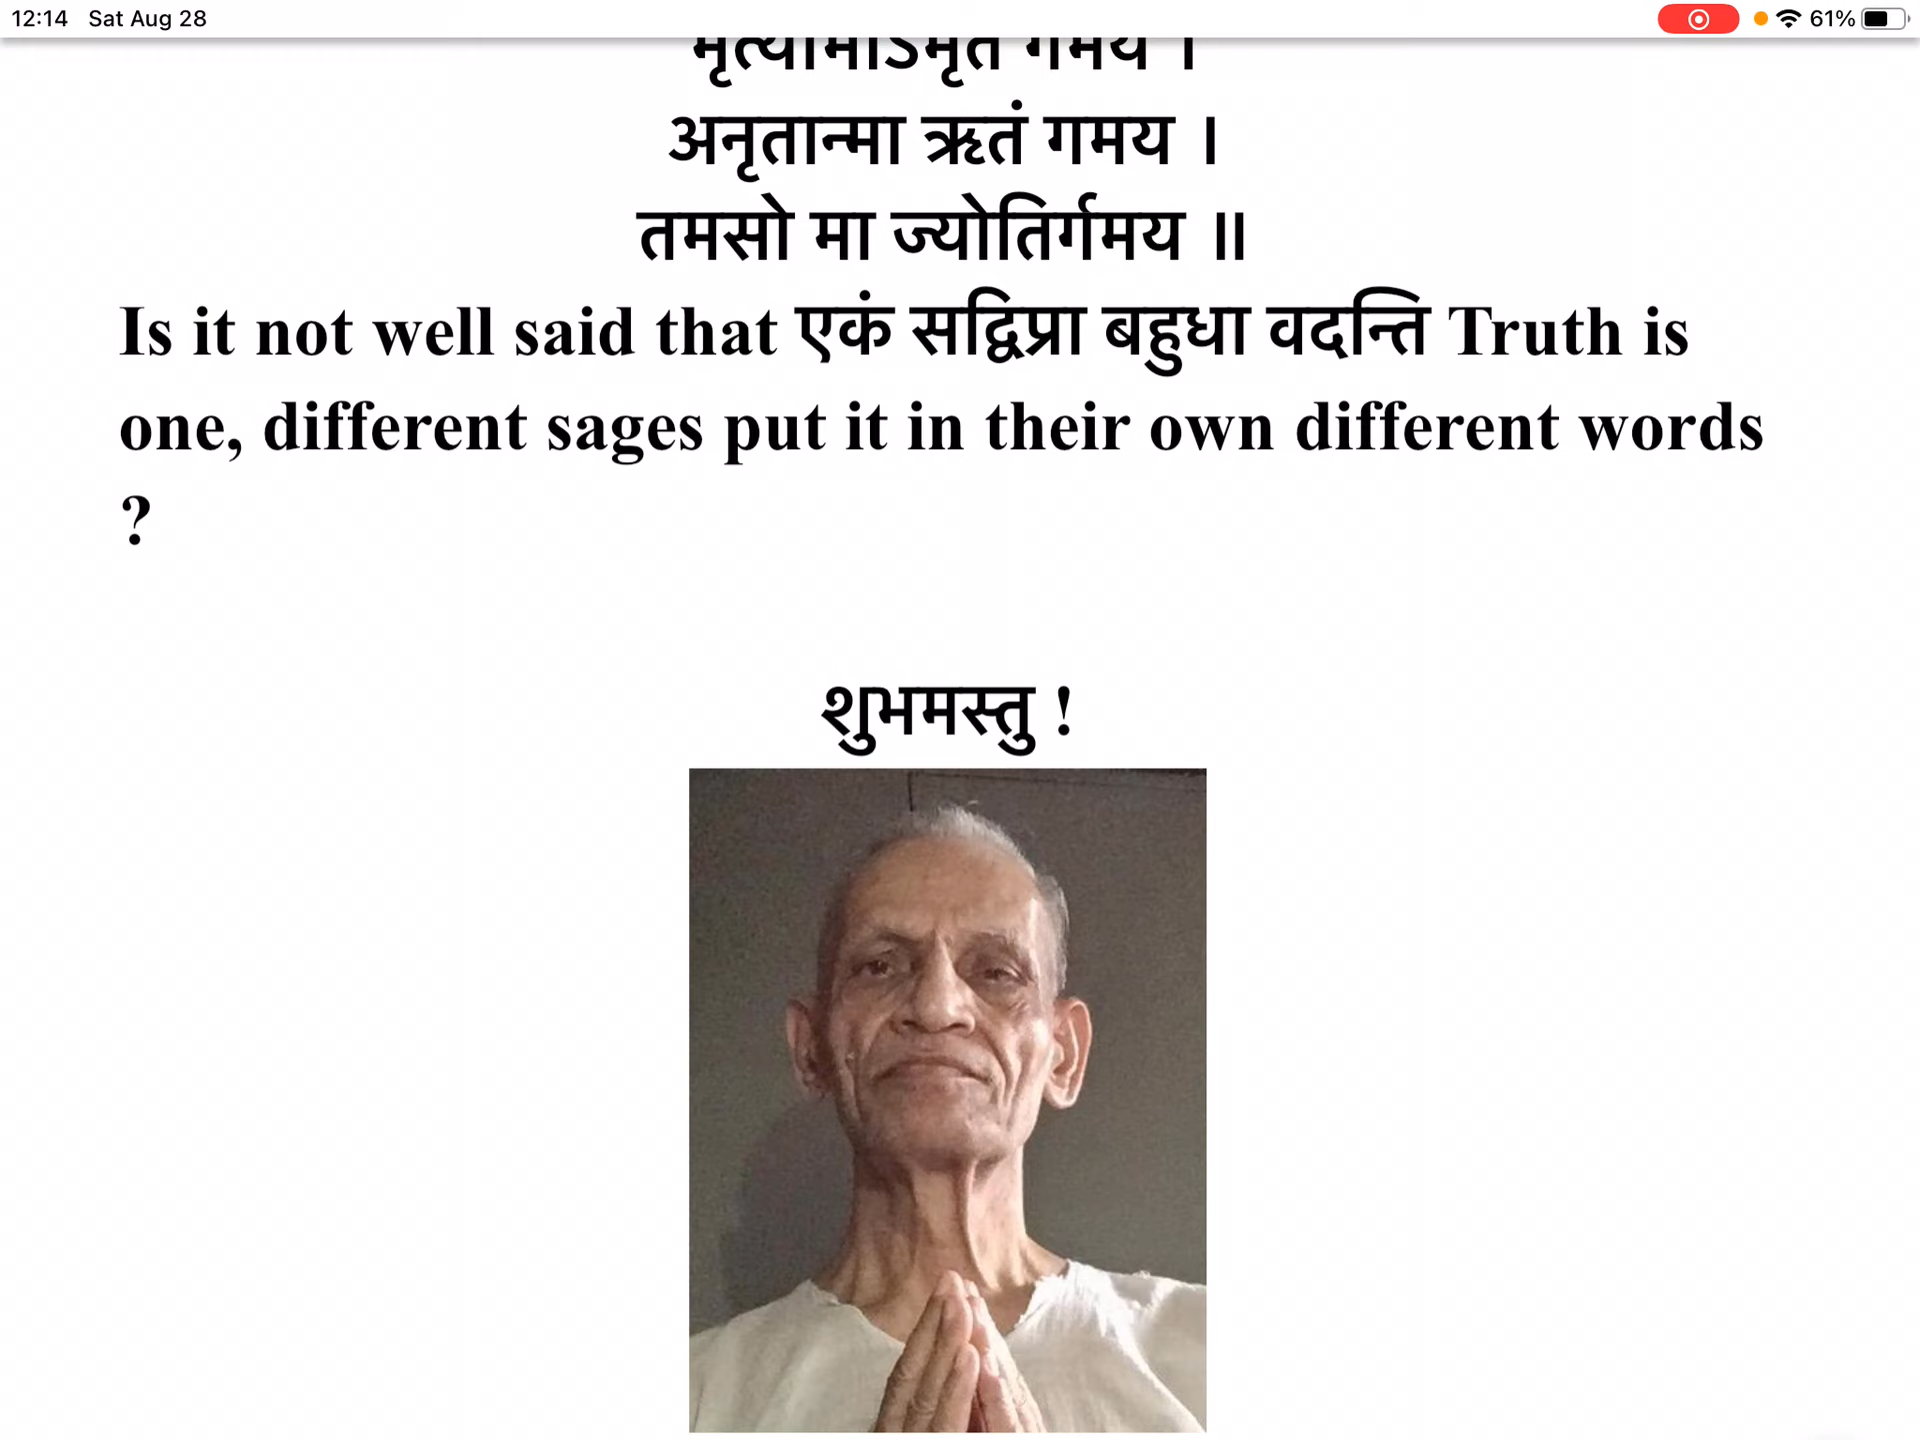 12:14 Sat Aug 28 61%
गमय ।
अनृतान्मा ऋतं गमय ।
तमसो मा ज्योतिर्गमय ॥
Is it not well said that एकं सद्विप्रा बहुधा वदन्ति Truth is
one, different sages put it in their own different words
?
शुभमस्तु !